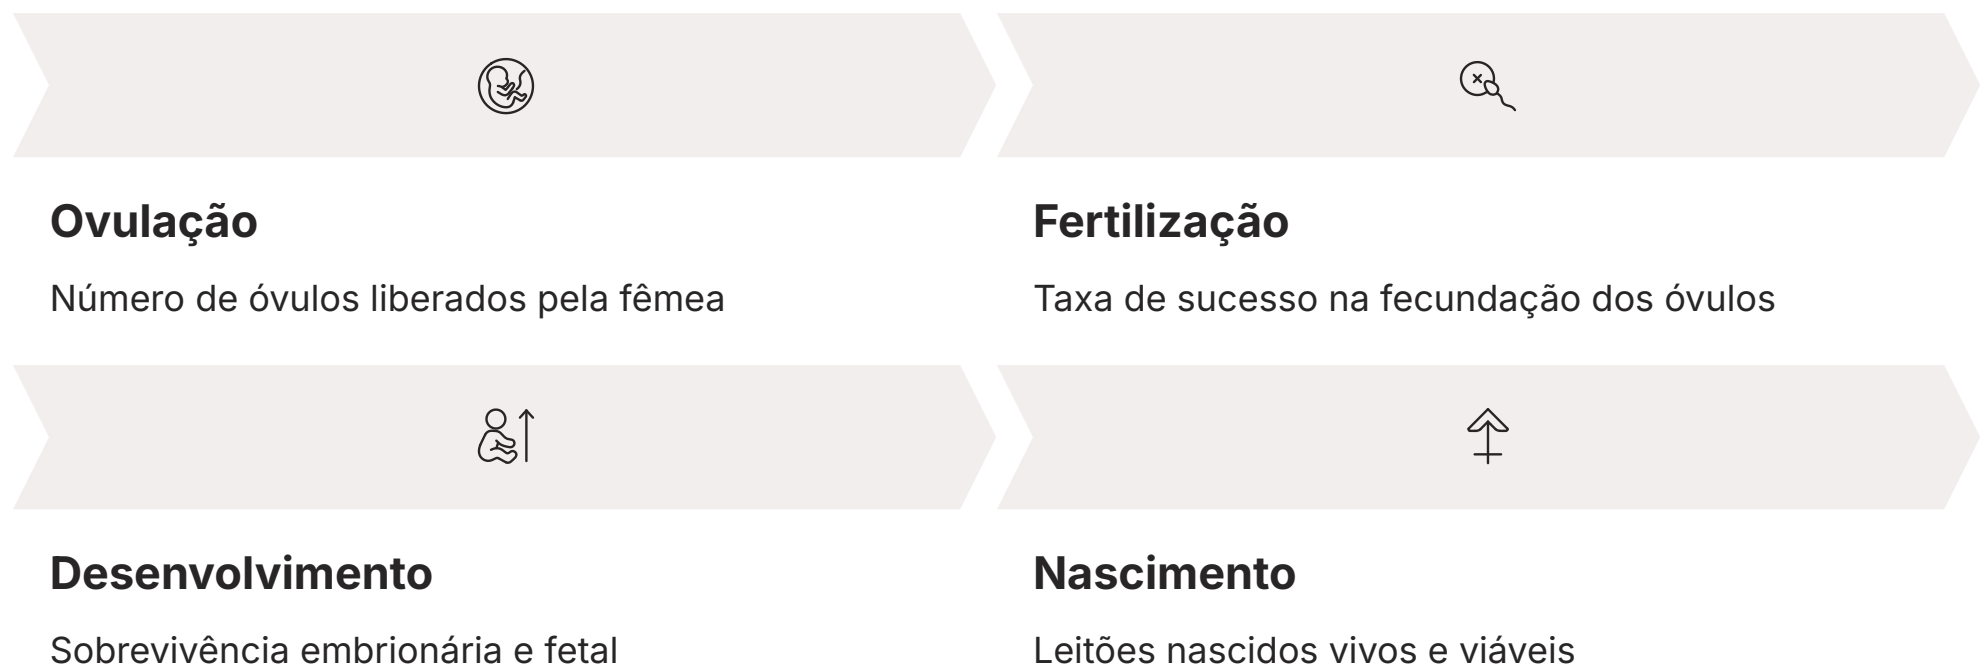 Ovulação
Número de óvulos liberados pela fêmea
Fertilização
Taxa de sucesso na fecundação dos óvulos
Desenvolvimento
Sobrevivência embrionária e fetal
Nascimento
Leitões nascidos vivos e viáveis